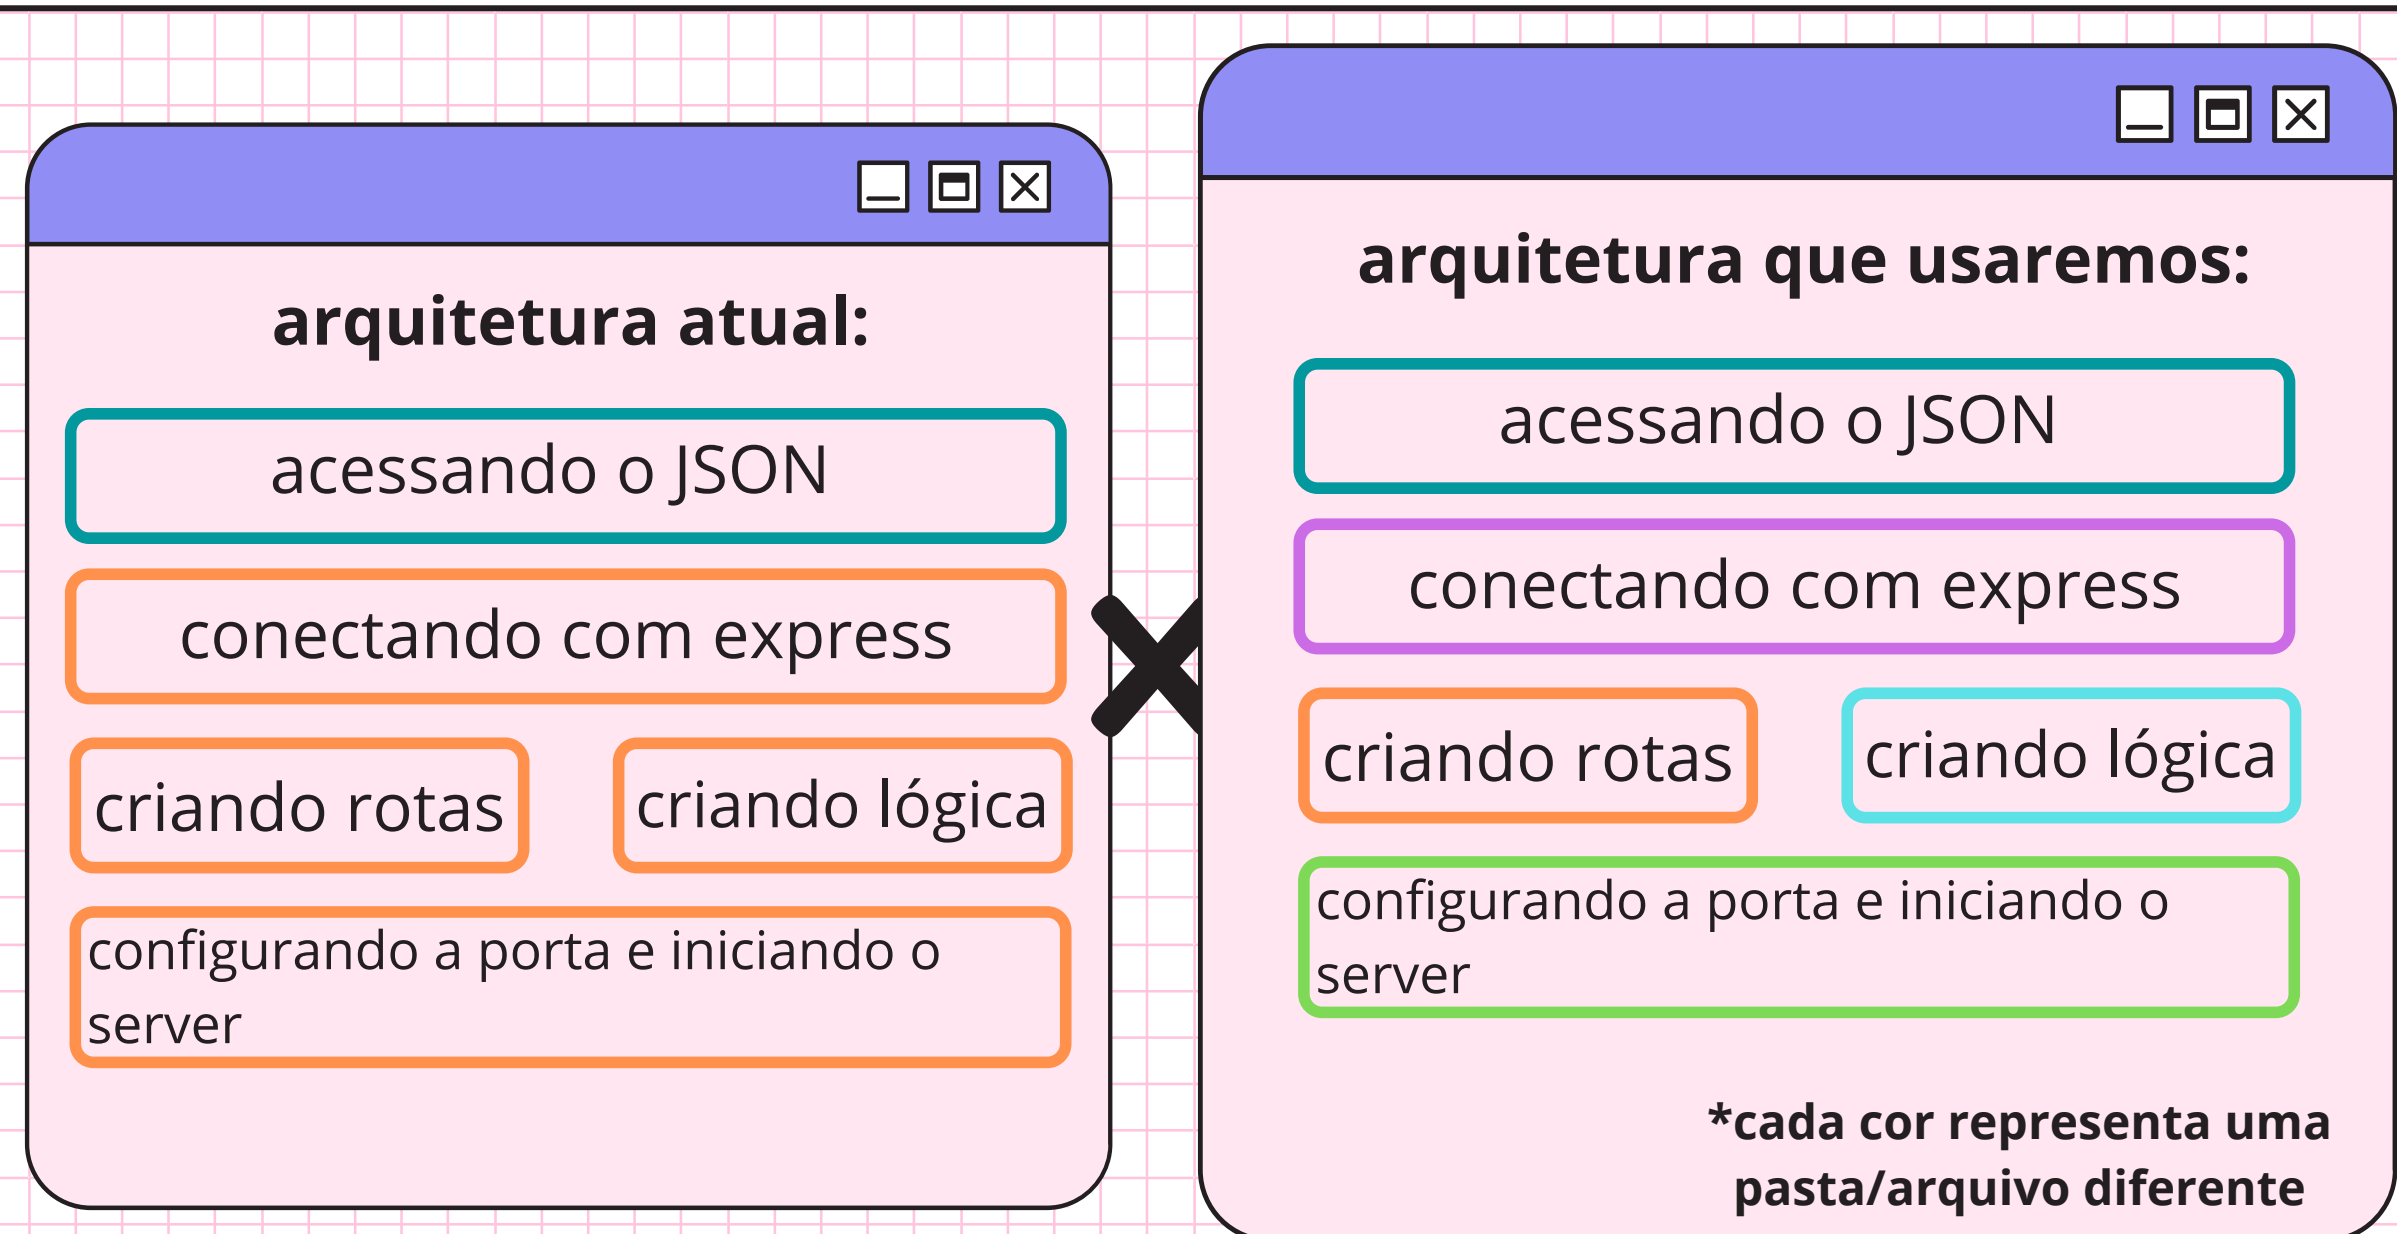 arquitetura atual:
acessando o JSON
conectando com express
criando rotas
criando lógica
configurando a porta e iniciando o
server
arquitetura que usaremos:
acessando o JSON
conectando com express
criando rotas
criando lógica
configurando a porta e iniciando o
server
*cada cor representa uma
pasta/arquivo diferente